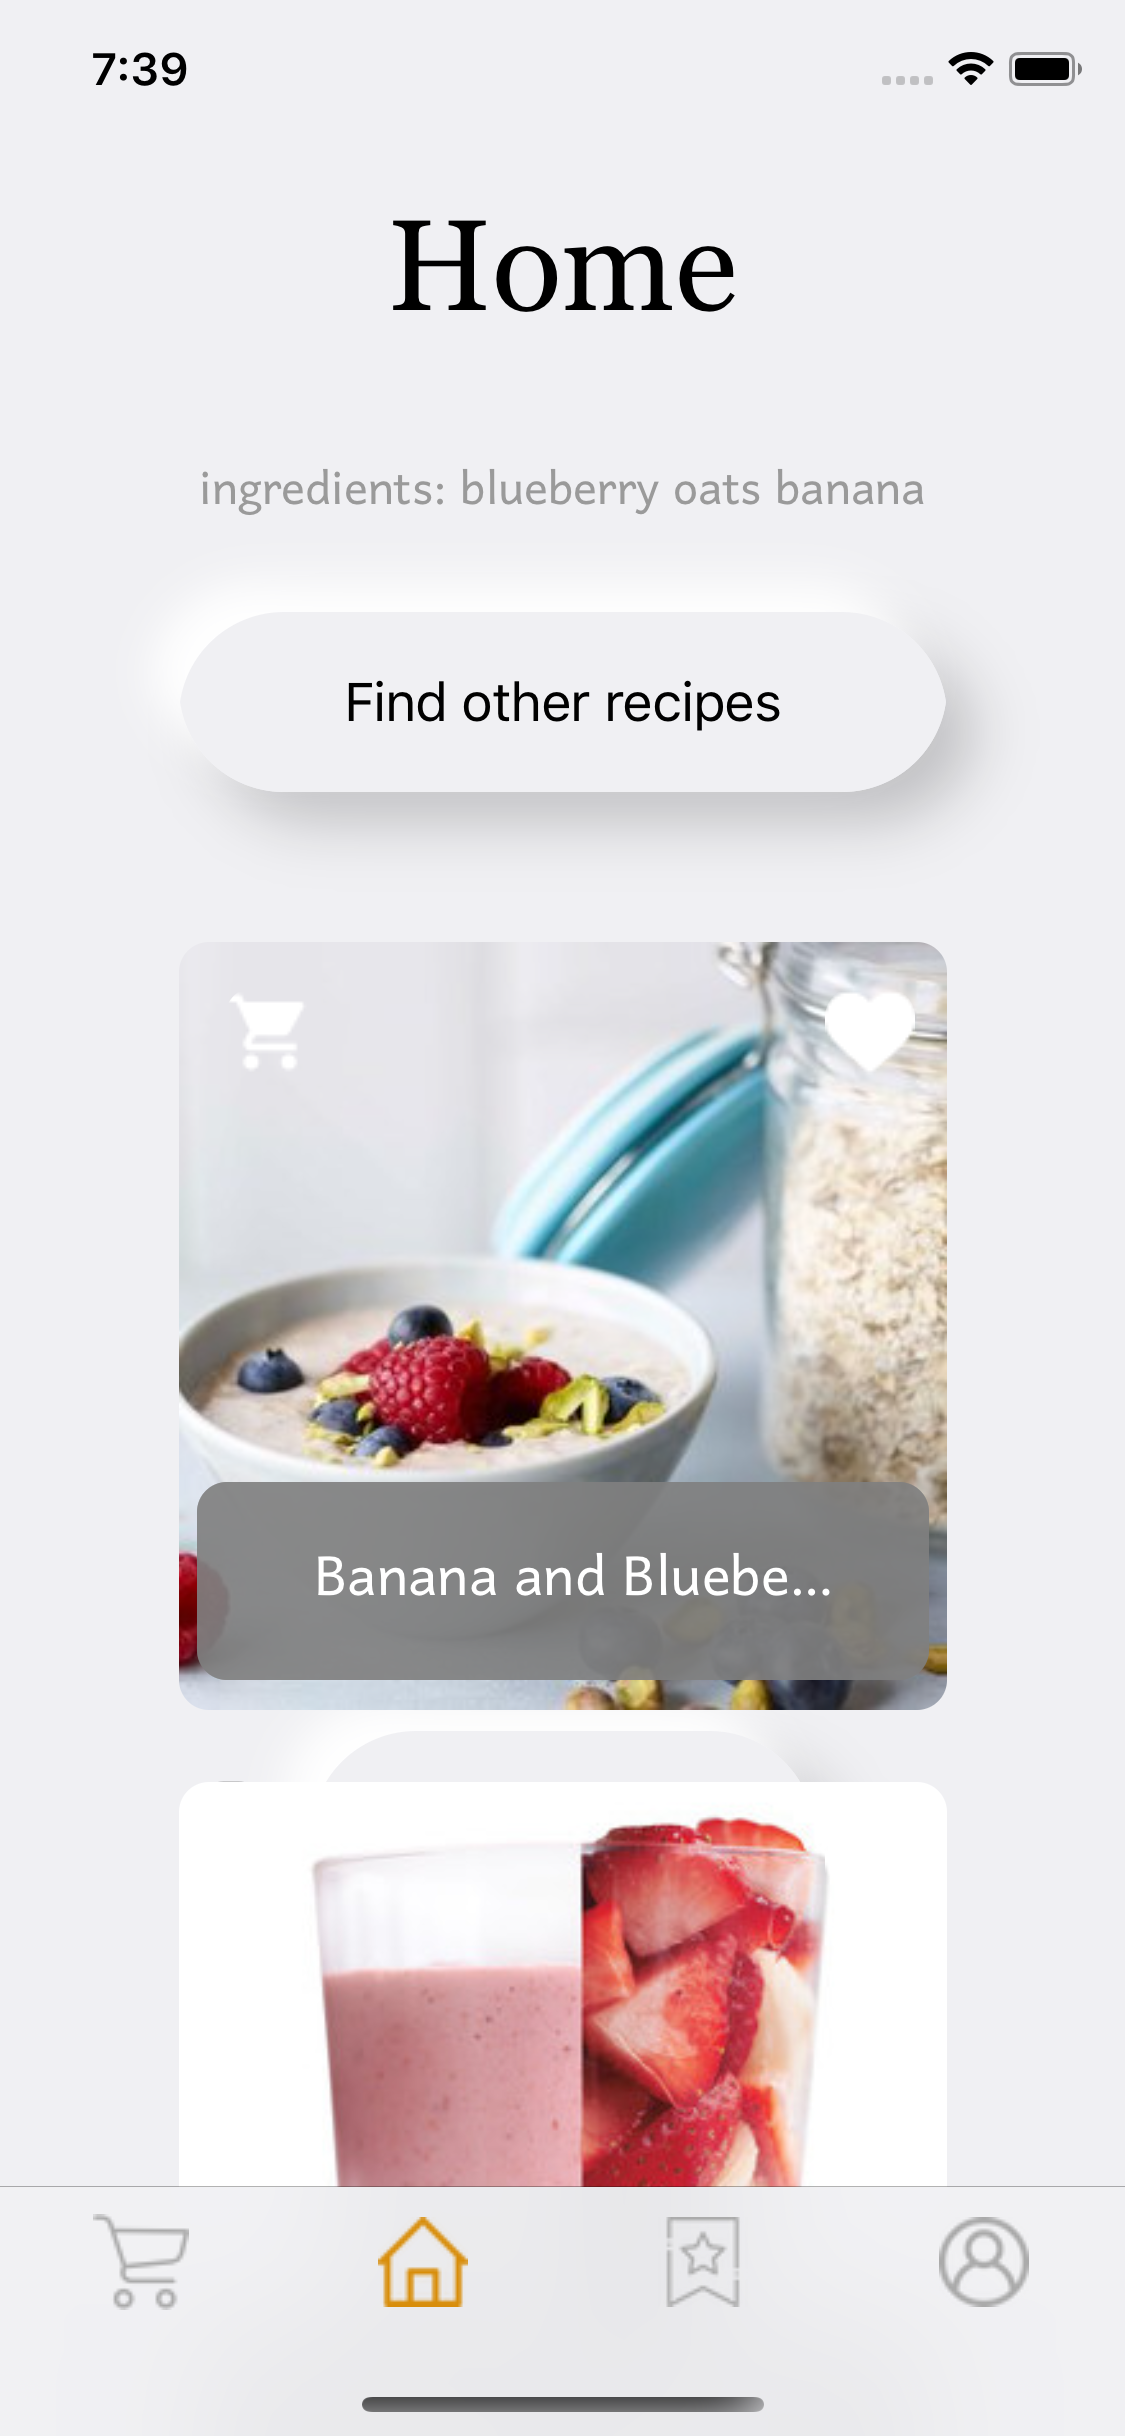 7:39
Home
ingredients: blueberry oats banana
Find other recipes
Banana and Bluebe...